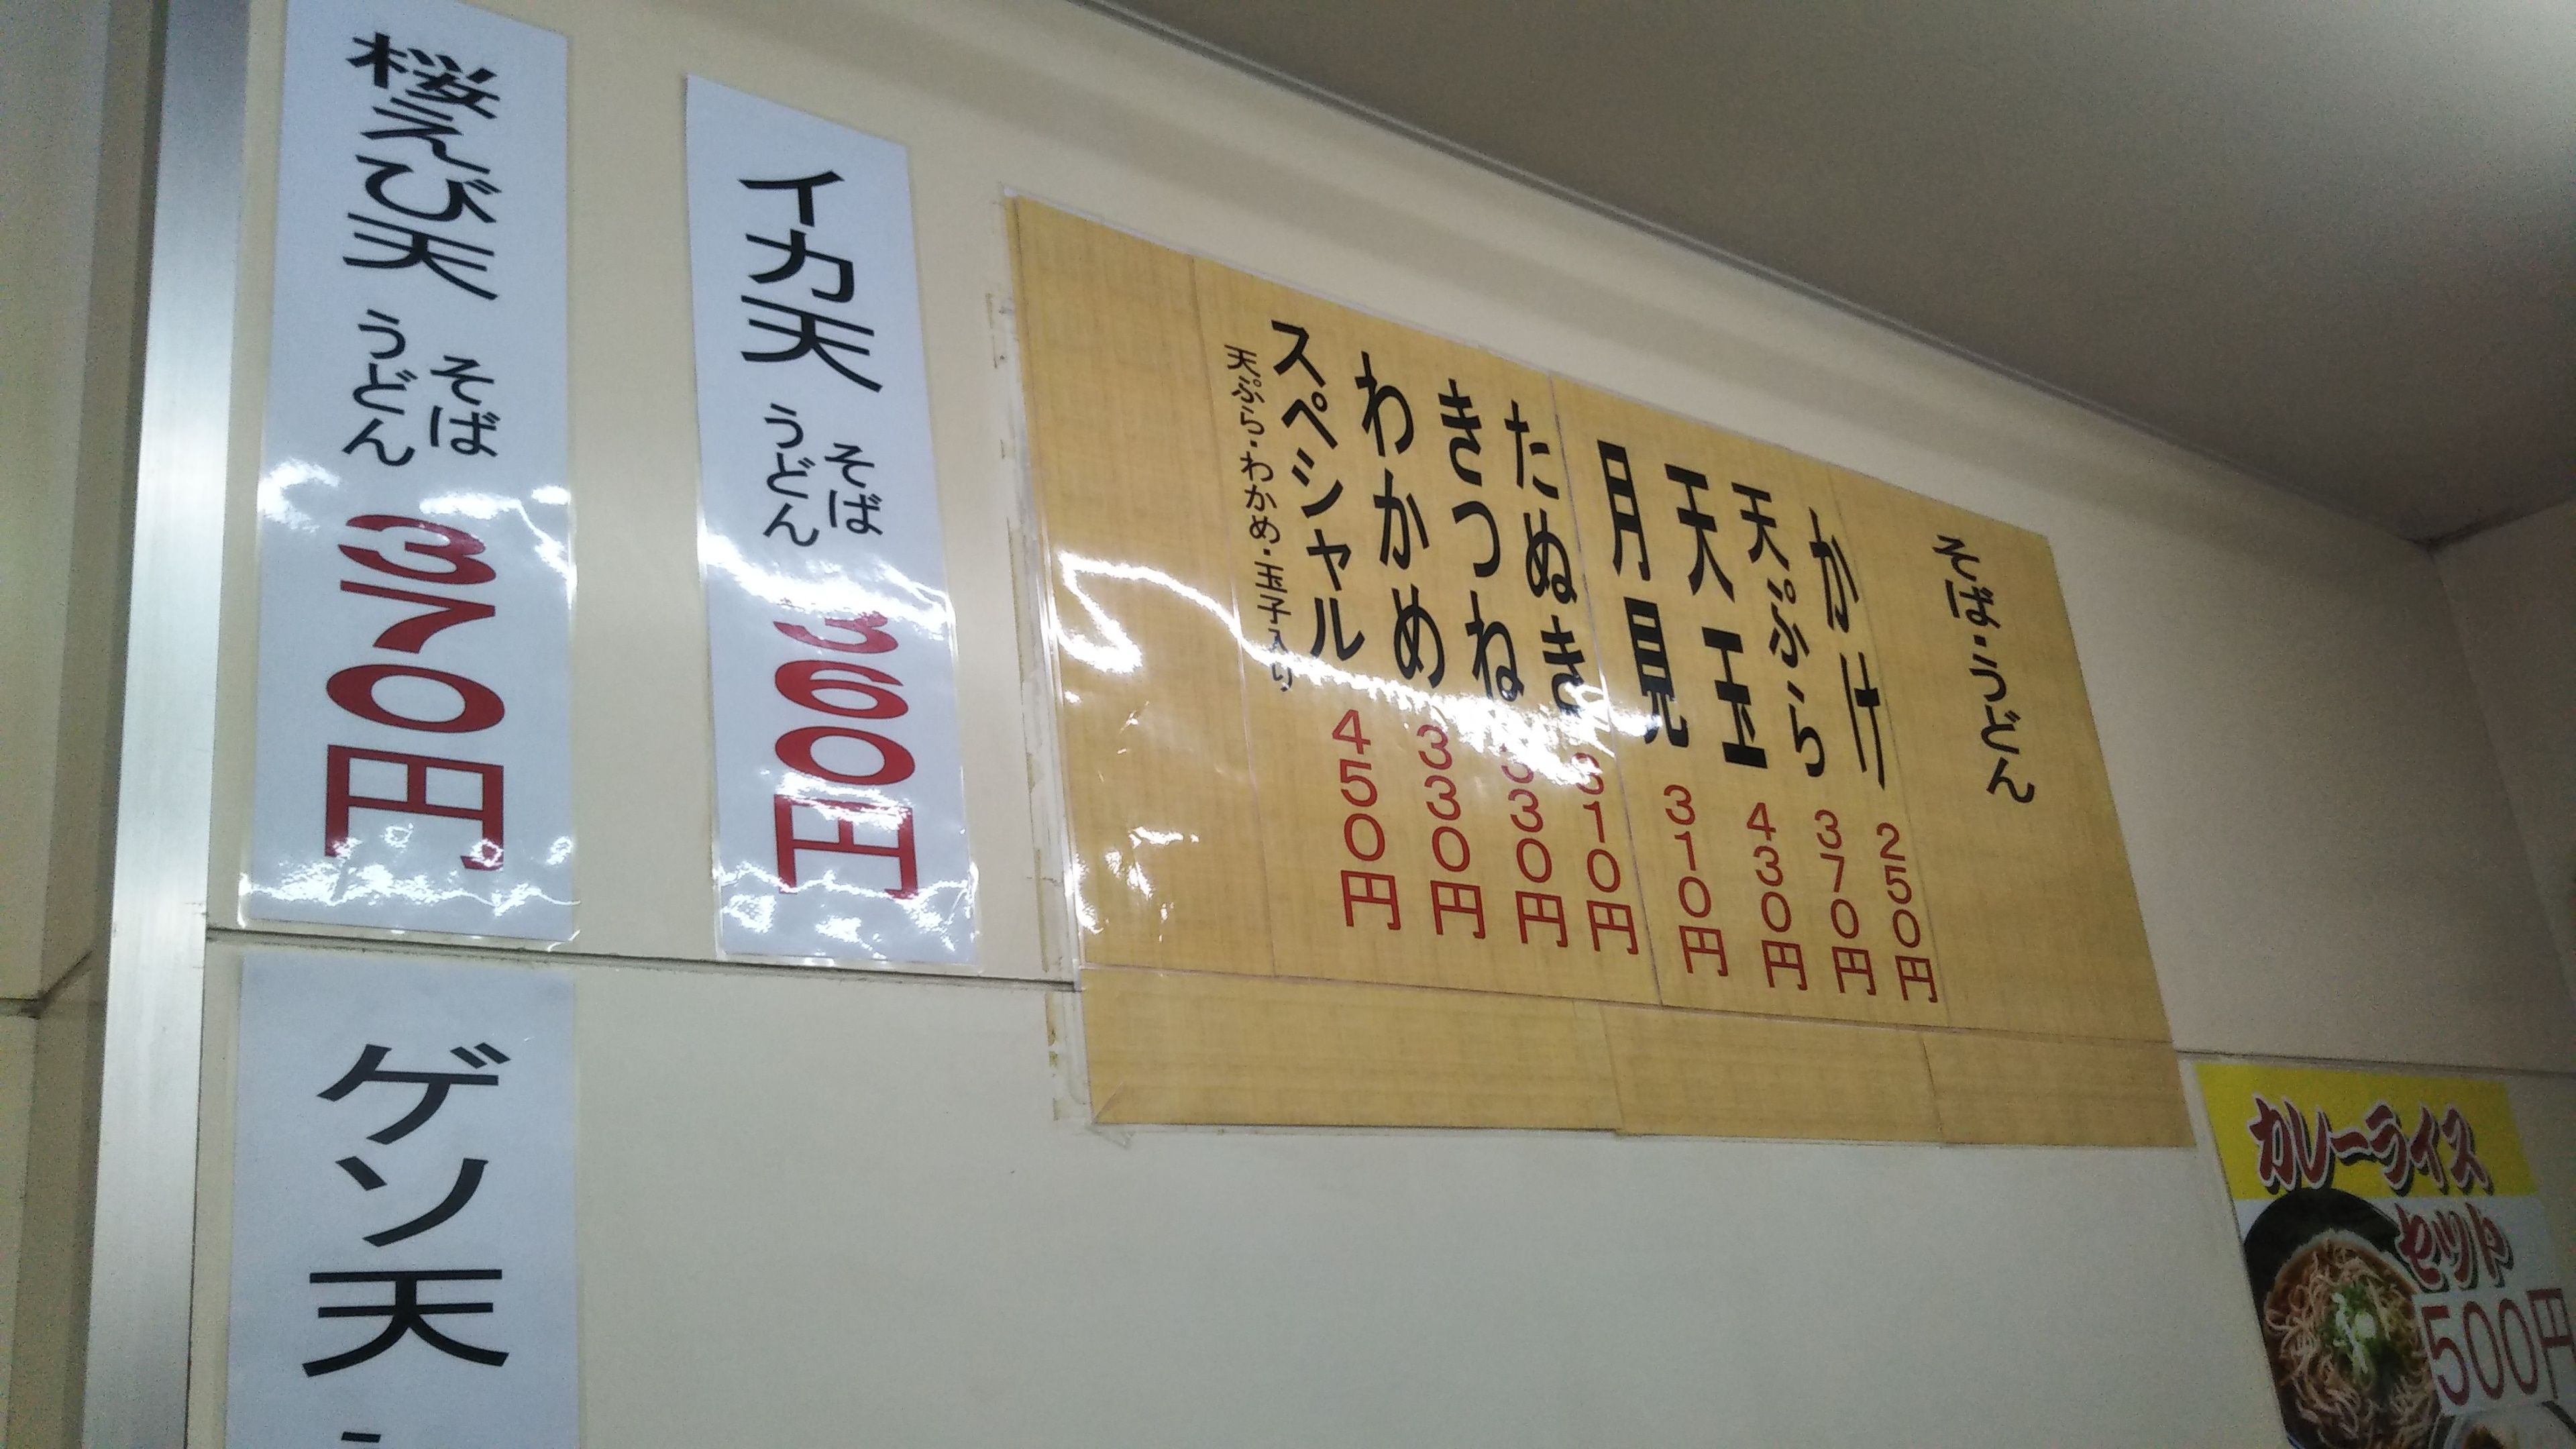 そば・うどん
かけ 250円
天ぷら 370円
天玉 430円
月見 310円
たぬき 310円
きつね 330円
わかめ 330円
スペシャル 450円
天ぷら・わかめ・玉子入り
イカ天 そば うどん 360円
桜えび天 そば うどん 370円
ゲソ天
カレーライス
セット
500円